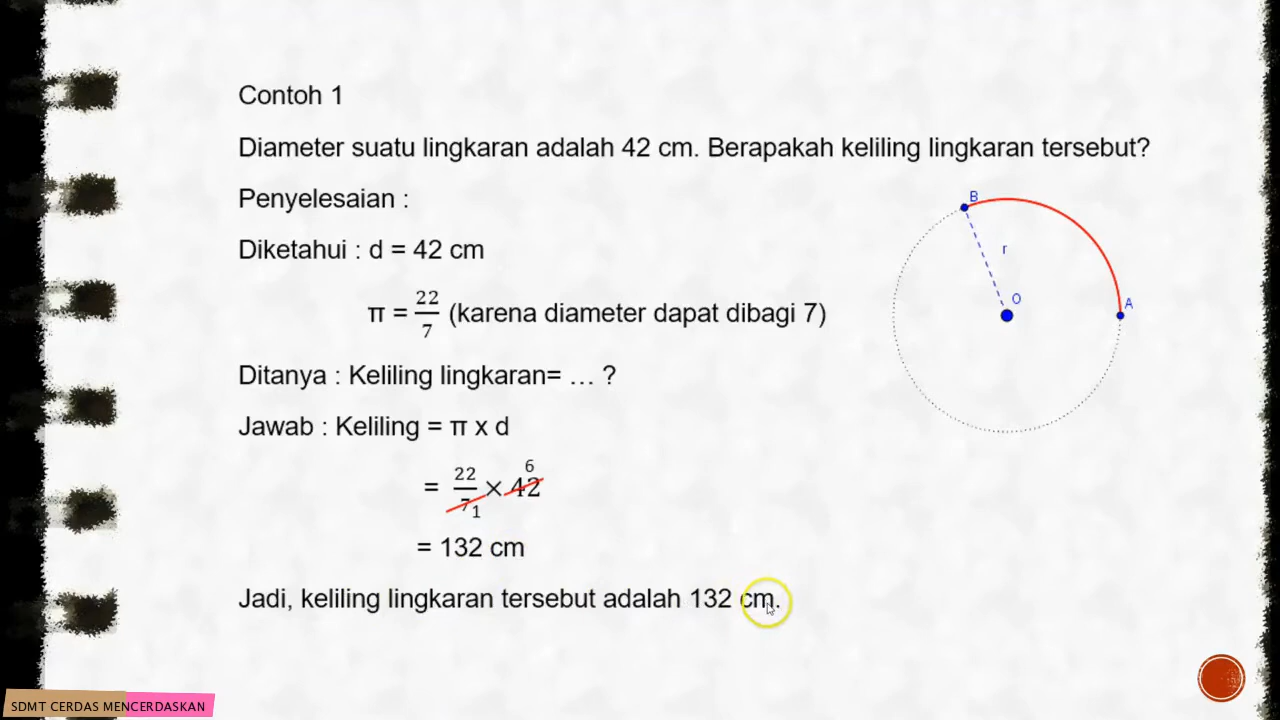 Contoh 1
Diameter suatu lingkaran adalah 42 cm. Berapakah keliling lingkaran tersebut?
Penyelesaian :
B
Diketahui : d = 42 cm
r
π = 22/7 (karena diameter dapat dibagi 7)
O
A
Ditanya : Keliling lingkaran= … ?
Jawab : Keliling = π x d
6
= 22/7 × 42
1
= 132 cm
Jadi, keliling lingkaran tersebut adalah 132 cm.
SDMT CERDAS MENCERDASKAN